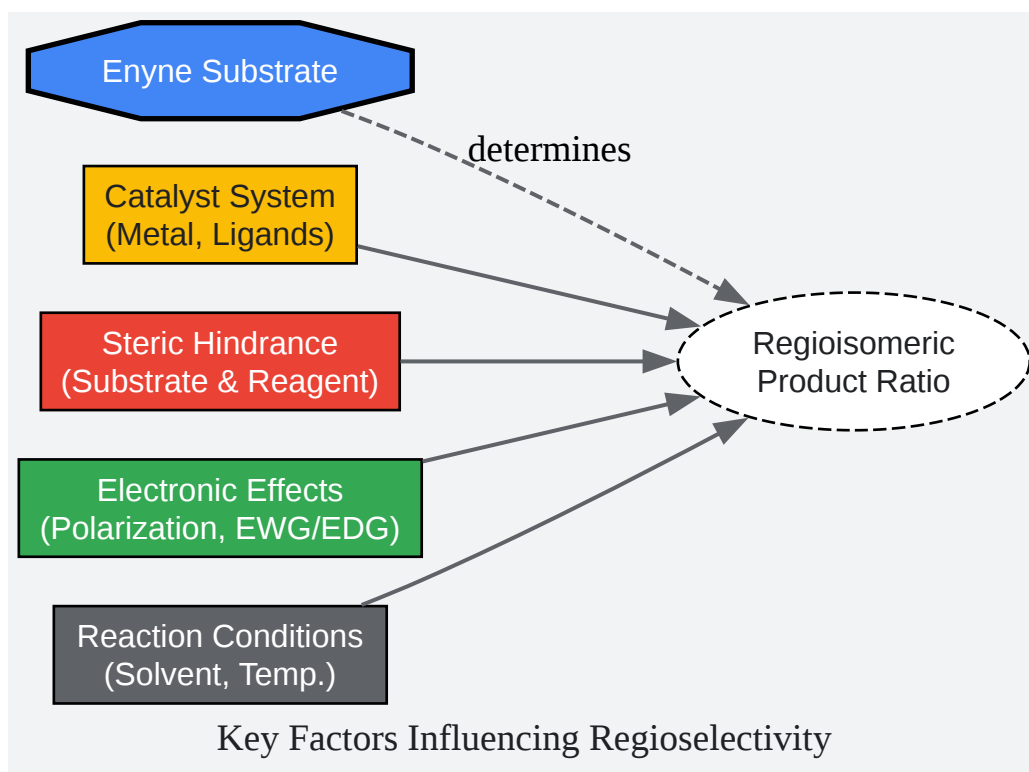 Enyne Substrate
determines
Catalyst System
(Metal, Ligands)
Steric Hindrance
(Substrate & Reagent)
Regioisomeric
Product Ratio
Electronic Effects
(Polarization, EWG/EDG)
Reaction Conditions
(Solvent, Temp.)
Key Factors Influencing Regioselectivity